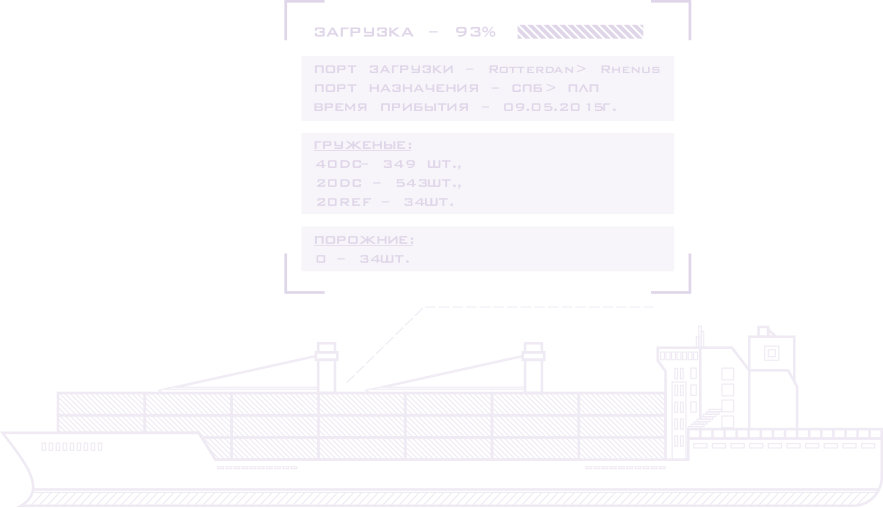 ЗАГРУЗКА - 93%
ПОРТ ЗАГРУЗКИ - Rotterdan> Rhenus
ПОРТ НАЗНАЧЕНИЯ - СПБ> ПЛП
ВРЕМЯ ПРИБЫТИЯ - 09.05.2015г.
ГРУЖЕНЫЕ:
40DC- 349 ШТ.,
20DC - 543ШТ.,
20REF - 34ШТ.
ПОРОЖНИЕ:
0 - 34ШТ.